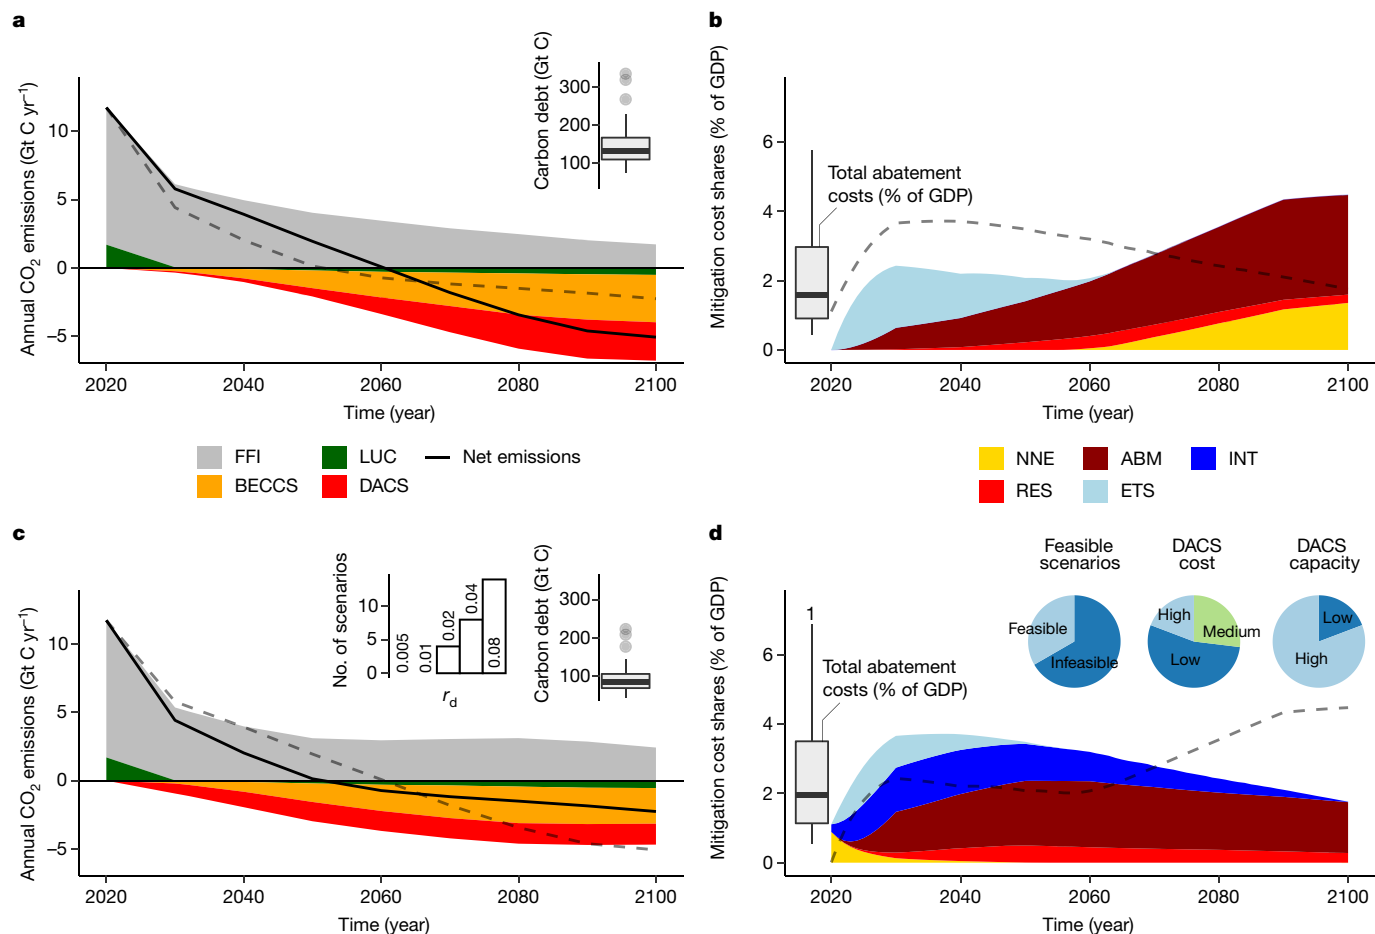 a
Annual CO2 emissions (Gt C yr−1)
10
5
0
−5
2020
2040
2060
2080
2100
Time (year)
Carbon debt (Gt C)
300
200
100
FFI
LUC
Net emissions
BECCS
DACS
b
Mitigation cost shares (% of GDP)
6
4
2
0
2020
2040
2060
2080
2100
Time (year)
Total abatement
costs (% of GDP)
NNE
ABM
INT
RES
ETS
c
Annual CO2 emissions (Gt C yr−1)
10
5
0
−5
2020
2040
2060
2080
2100
Time (year)
No. of scenarios
10
5
0
0.005
0.01
0.02
0.04
0.08
rd
Carbon debt (Gt C)
300
200
100
d
Mitigation cost shares (% of GDP)
6
4
2
0
2020
2040
2060
2080
2100
Time (year)
1
Total abatement
costs (% of GDP)
Feasible
scenarios
Feasible
Infeasible
DACS
cost
High
Medium
Low
DACS
capacity
Low
High